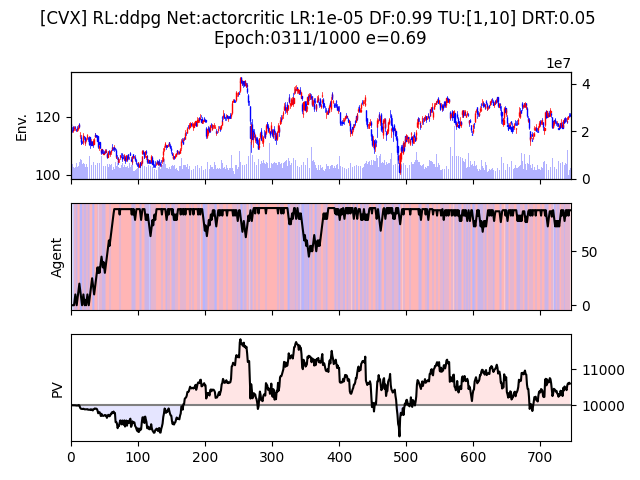 [CVX] RL:ddpg Net:actorcritic LR:1e-05 DF:0.99 TU:[1,10] DRT:0.05
Epoch:0311/1000 e=0.69
1e7
Env.
120
100
4
2
0
Agent
50
0
PV
11000
10000
0 100 200 300 400 500 600 700